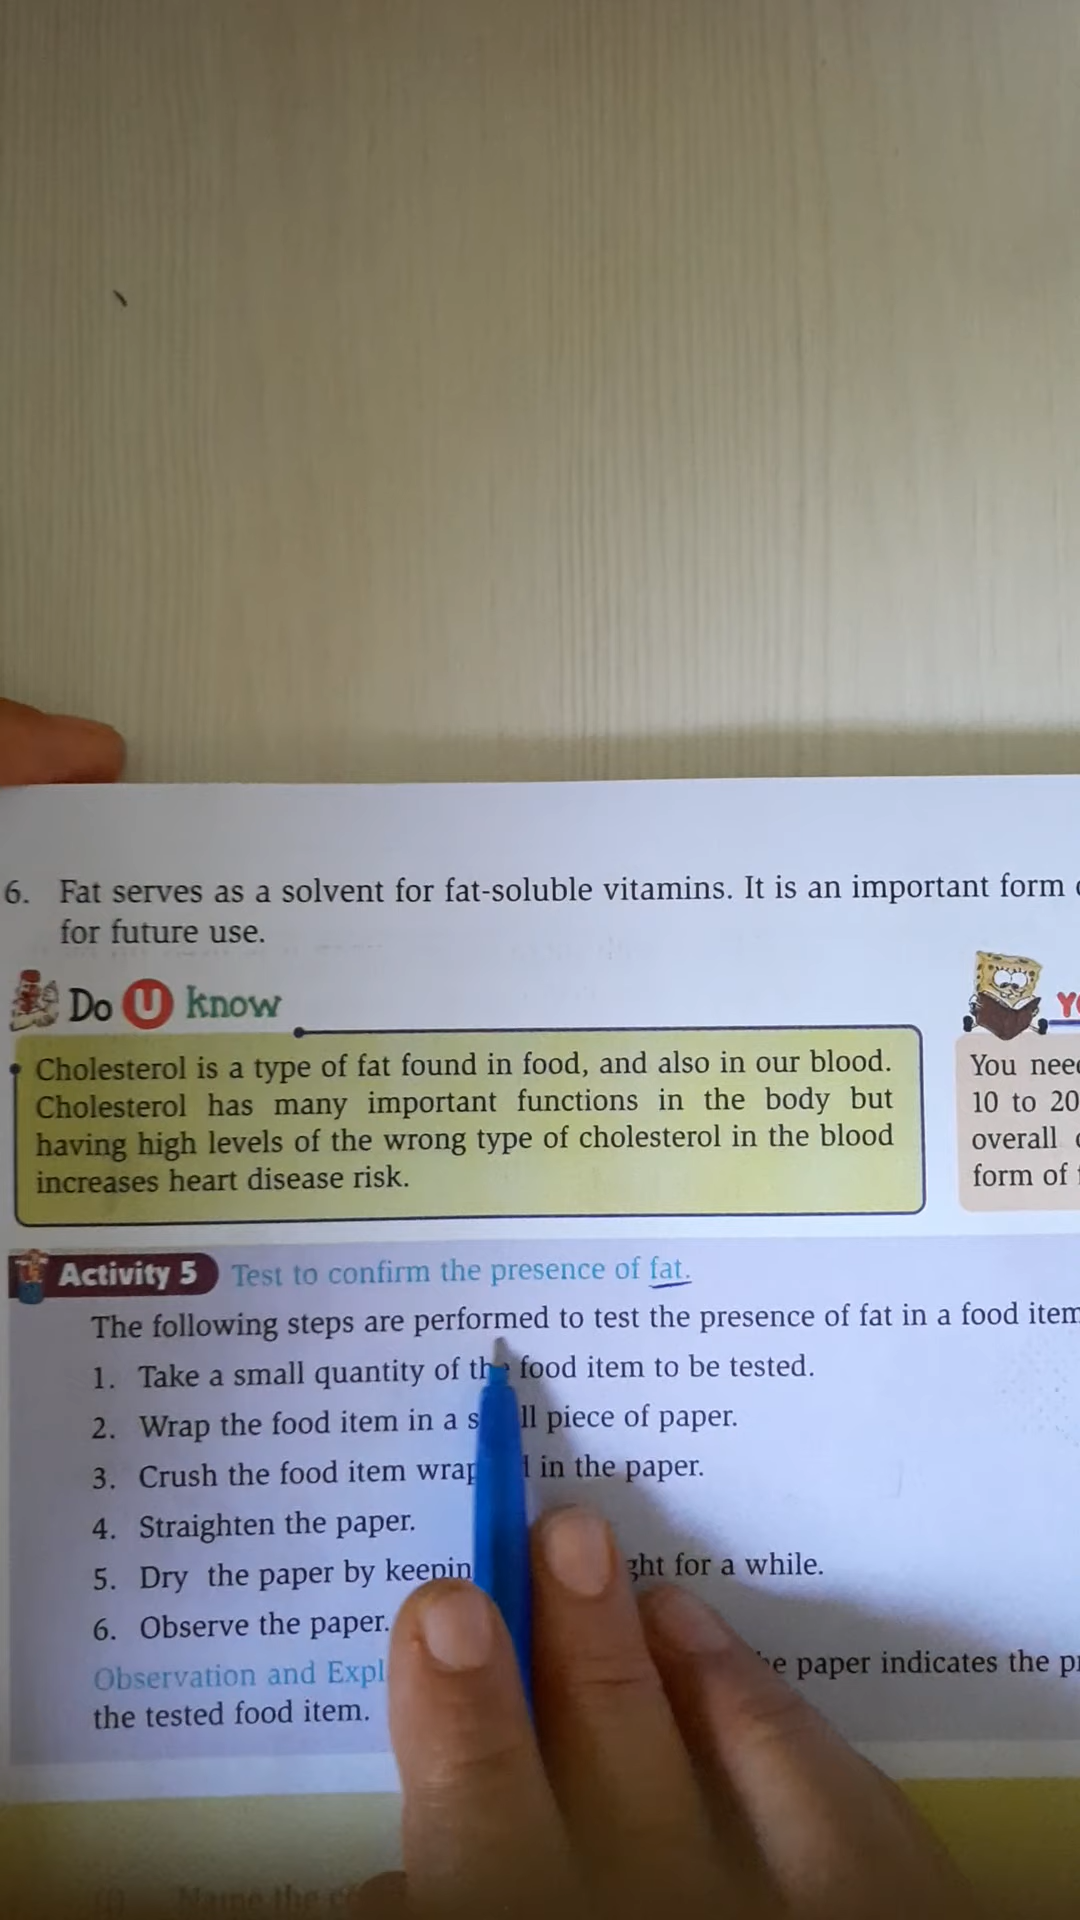 6. Fat serves as a solvent for fat-soluble vitamins. It is an important form
for future use.
Do U know
Cholesterol is a type of fat found in food, and also in our blood.
Cholesterol has many important functions in the body but
having high levels of the wrong type of cholesterol in the blood
increases heart disease risk.
You
10 to 20
overall
form of
Activity 5 Test to confirm the presence of fat.
The following steps are performed to test the presence of fat in a food item
1. Take a small quantity of the food item to be tested.
2. Wrap the food item in a piece of paper.
3. Crush the food item in the paper.
4. Straighten the paper.
5. Dry the paper by for a while.
6. Observe the paper.
Observation and paper indicates the
the tested food item.
Name the